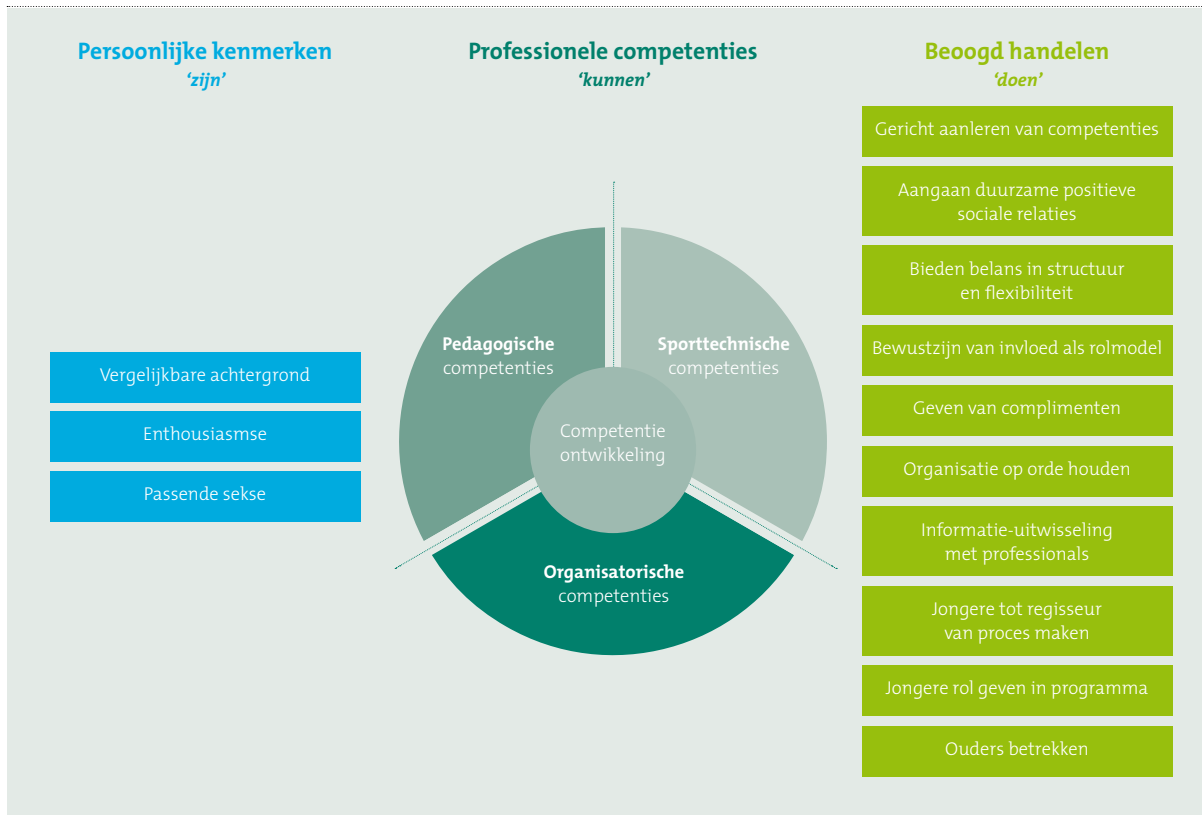 Persoonlijke kenmerken
‘zijn’
Vergelijkbare achtergrond
Enthousiasmse
Passende sekse
Professionele competenties
‘kunnen’
Pedagogische
competenties
Sporttechnische
competenties
Competentie
ontwikkeling
Organisatorische
competenties
Beoogd handelen
‘doen’
Gericht aanleren van competenties
Aangaan duurzame positieve
sociale relaties
Bieden belans in structuur
en flexibiliteit
Bewustzijn van invloed als rolmodel
Geven van complimenten
Organisatie op orde houden
Informatie-uitwisseling
met professionals
Jongere tot regisseur
van proces maken
Jongere rol geven in programma
Ouders betrekken